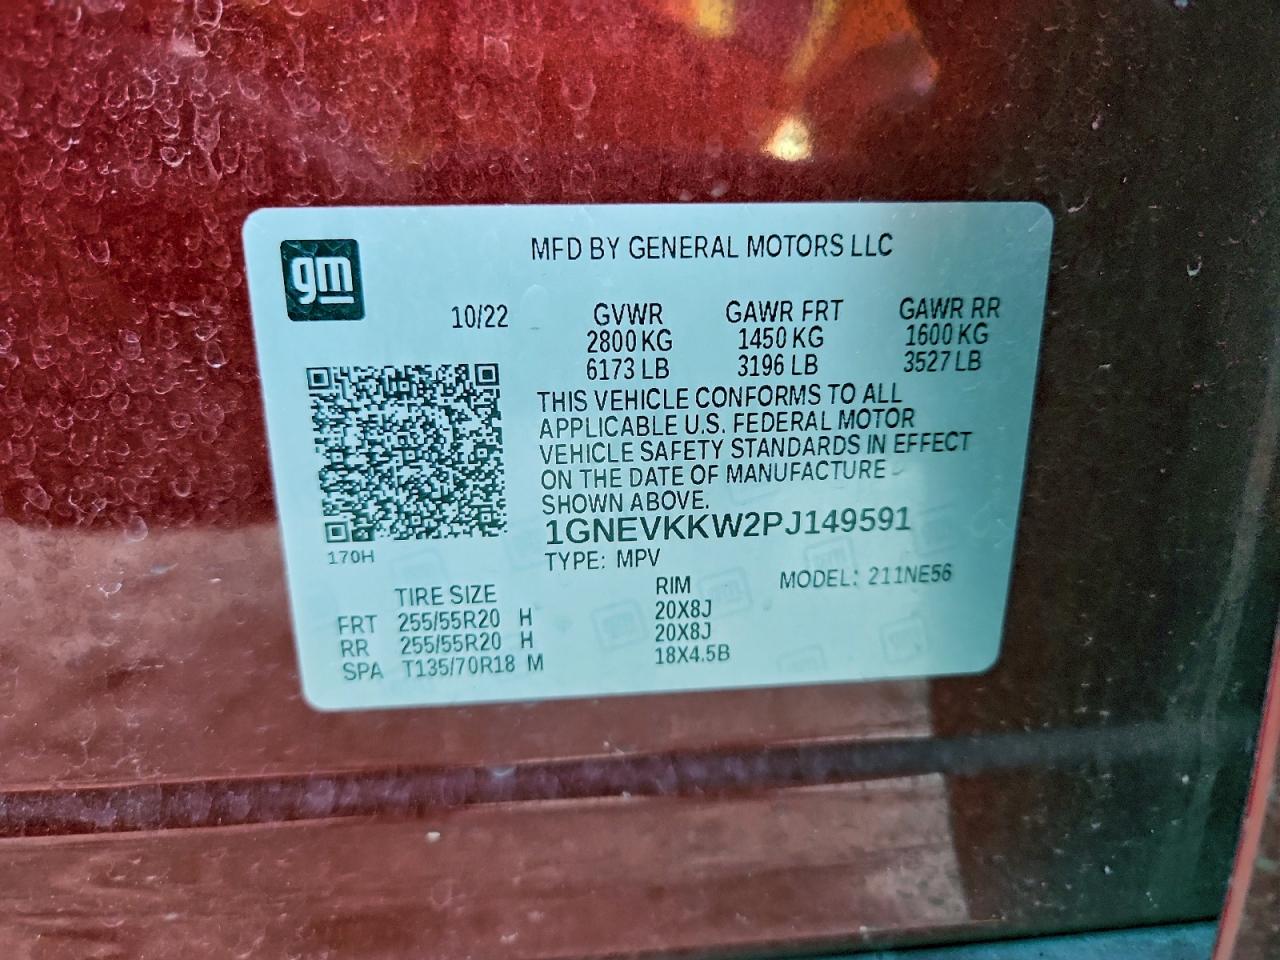 gm
MFD BY GENERAL MOTORS LLC
10/22 GVWR GAWR FRT GAWR RR
2800 KG 1450 KG 1600 KG
6173 LB 3196 LB 3527 LB
THIS VEHICLE CONFORMS TO ALL
APPLICABLE U.S. FEDERAL MOTOR
VEHICLE SAFETY STANDARDS IN EFFECT
ON THE DATE OF MANUFACTURE
SHOWN ABOVE.
1GNEVKKW2PJ149591
170H
TYPE: MPV MODEL: 211NE56
TIRE SIZE RIM
FRT 255/55R20 H 20X8J
RR 255/55R20 H 20X8J
SPA T135/70R18 M 18X4.5B